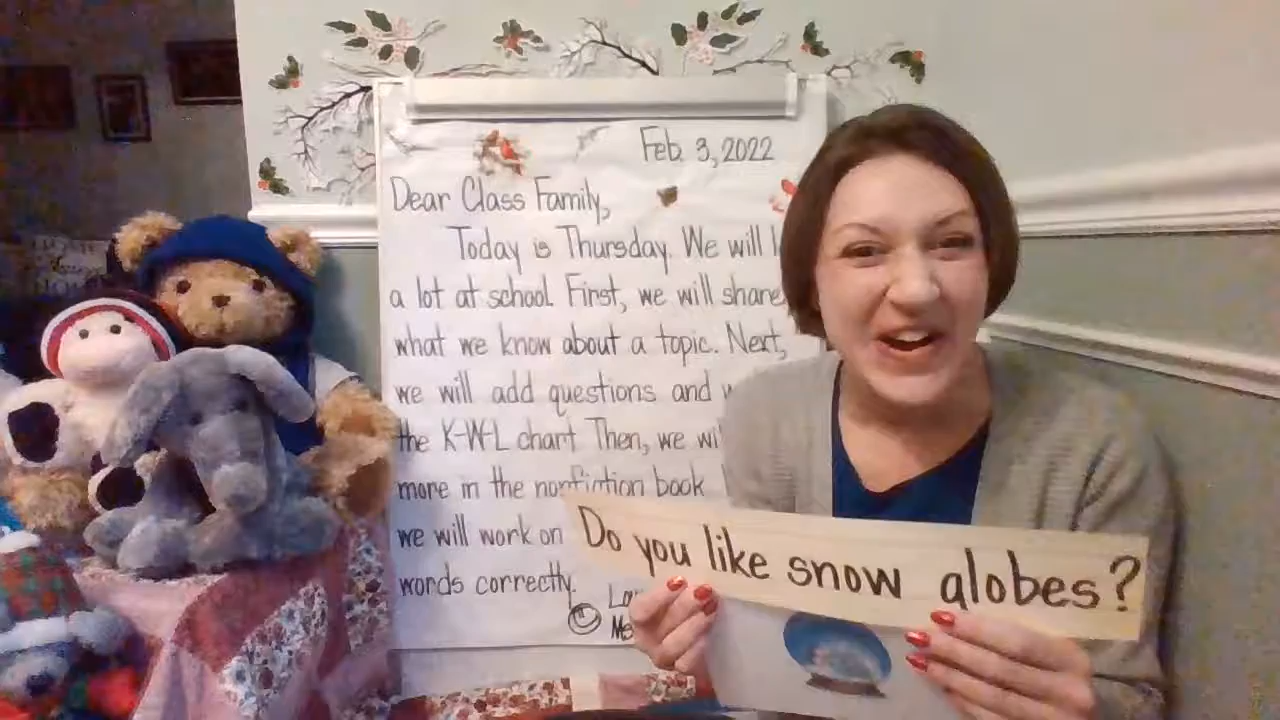 Feb. 3, 2022
Dear Class Family,
Today is Thursday. We will
a lot at school. First, we will share
what we know about a topic. Next,
we will add questions and
the K-W-L chart. Then, we
more in the nonfiction book
we will work on
words correctly.
Do you like snow globes?